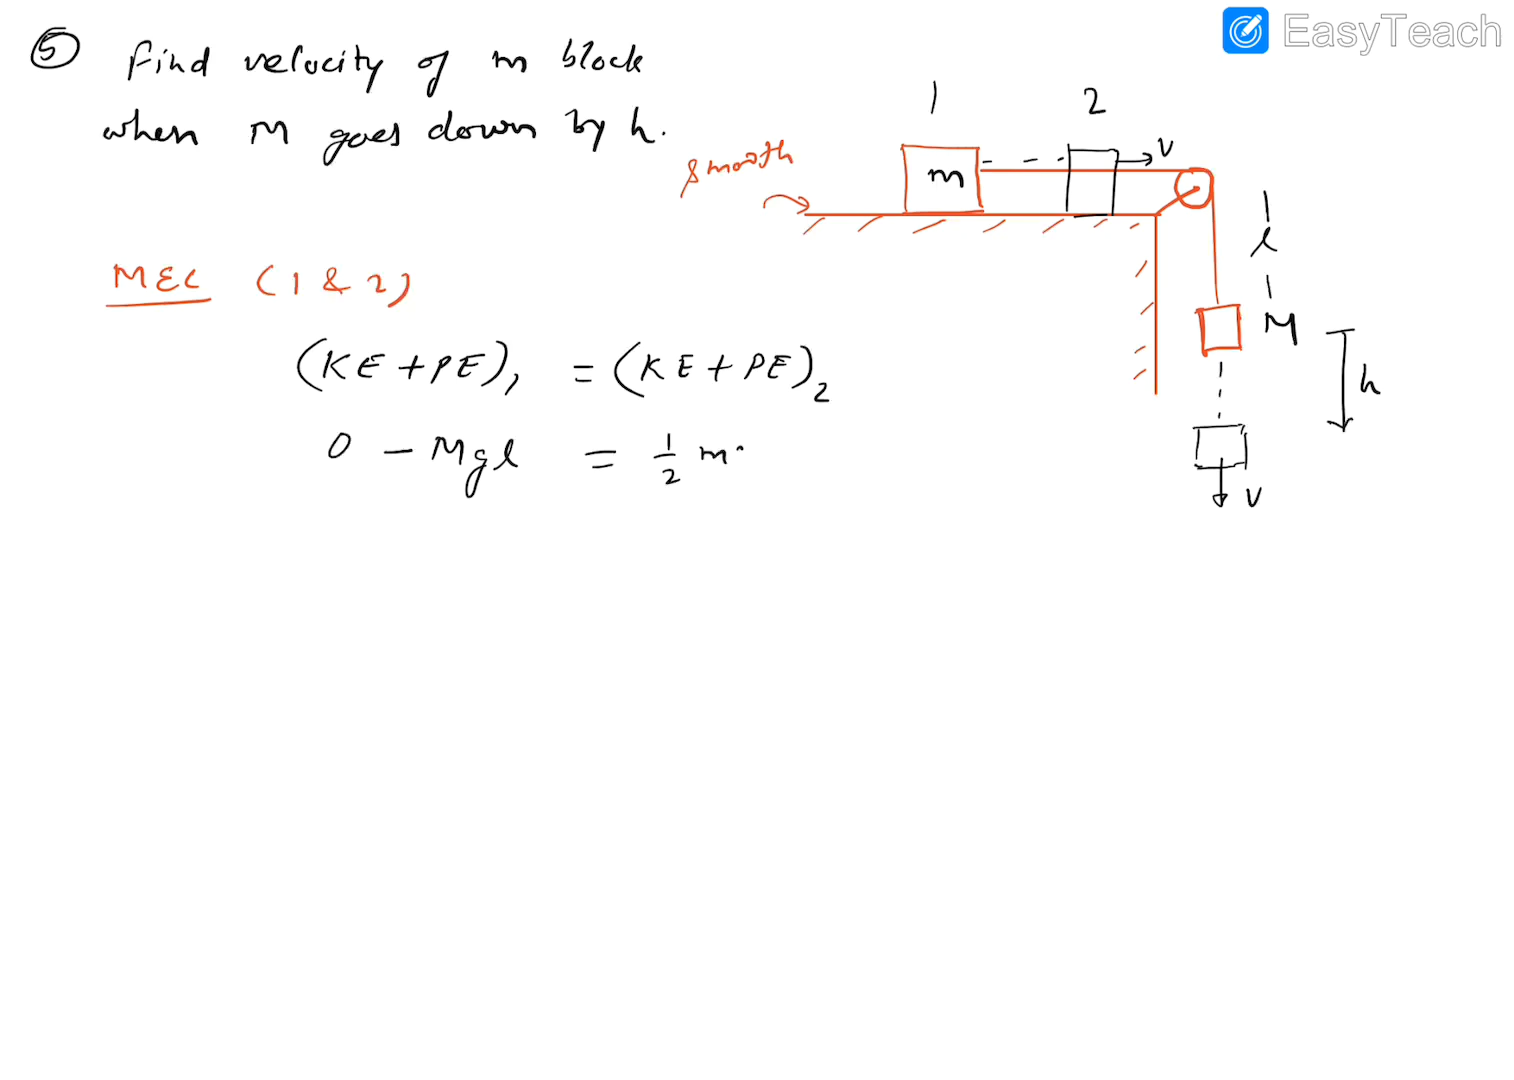 EasyTeach
⑤ Find velocity of m block
when M goes down by h.
smooth
1
2
m
v
l
M
h
v
MEC (1 & 2)
(KE + PE)₁ = (KE + PE)₂
0 - Mgl = 1/2 m